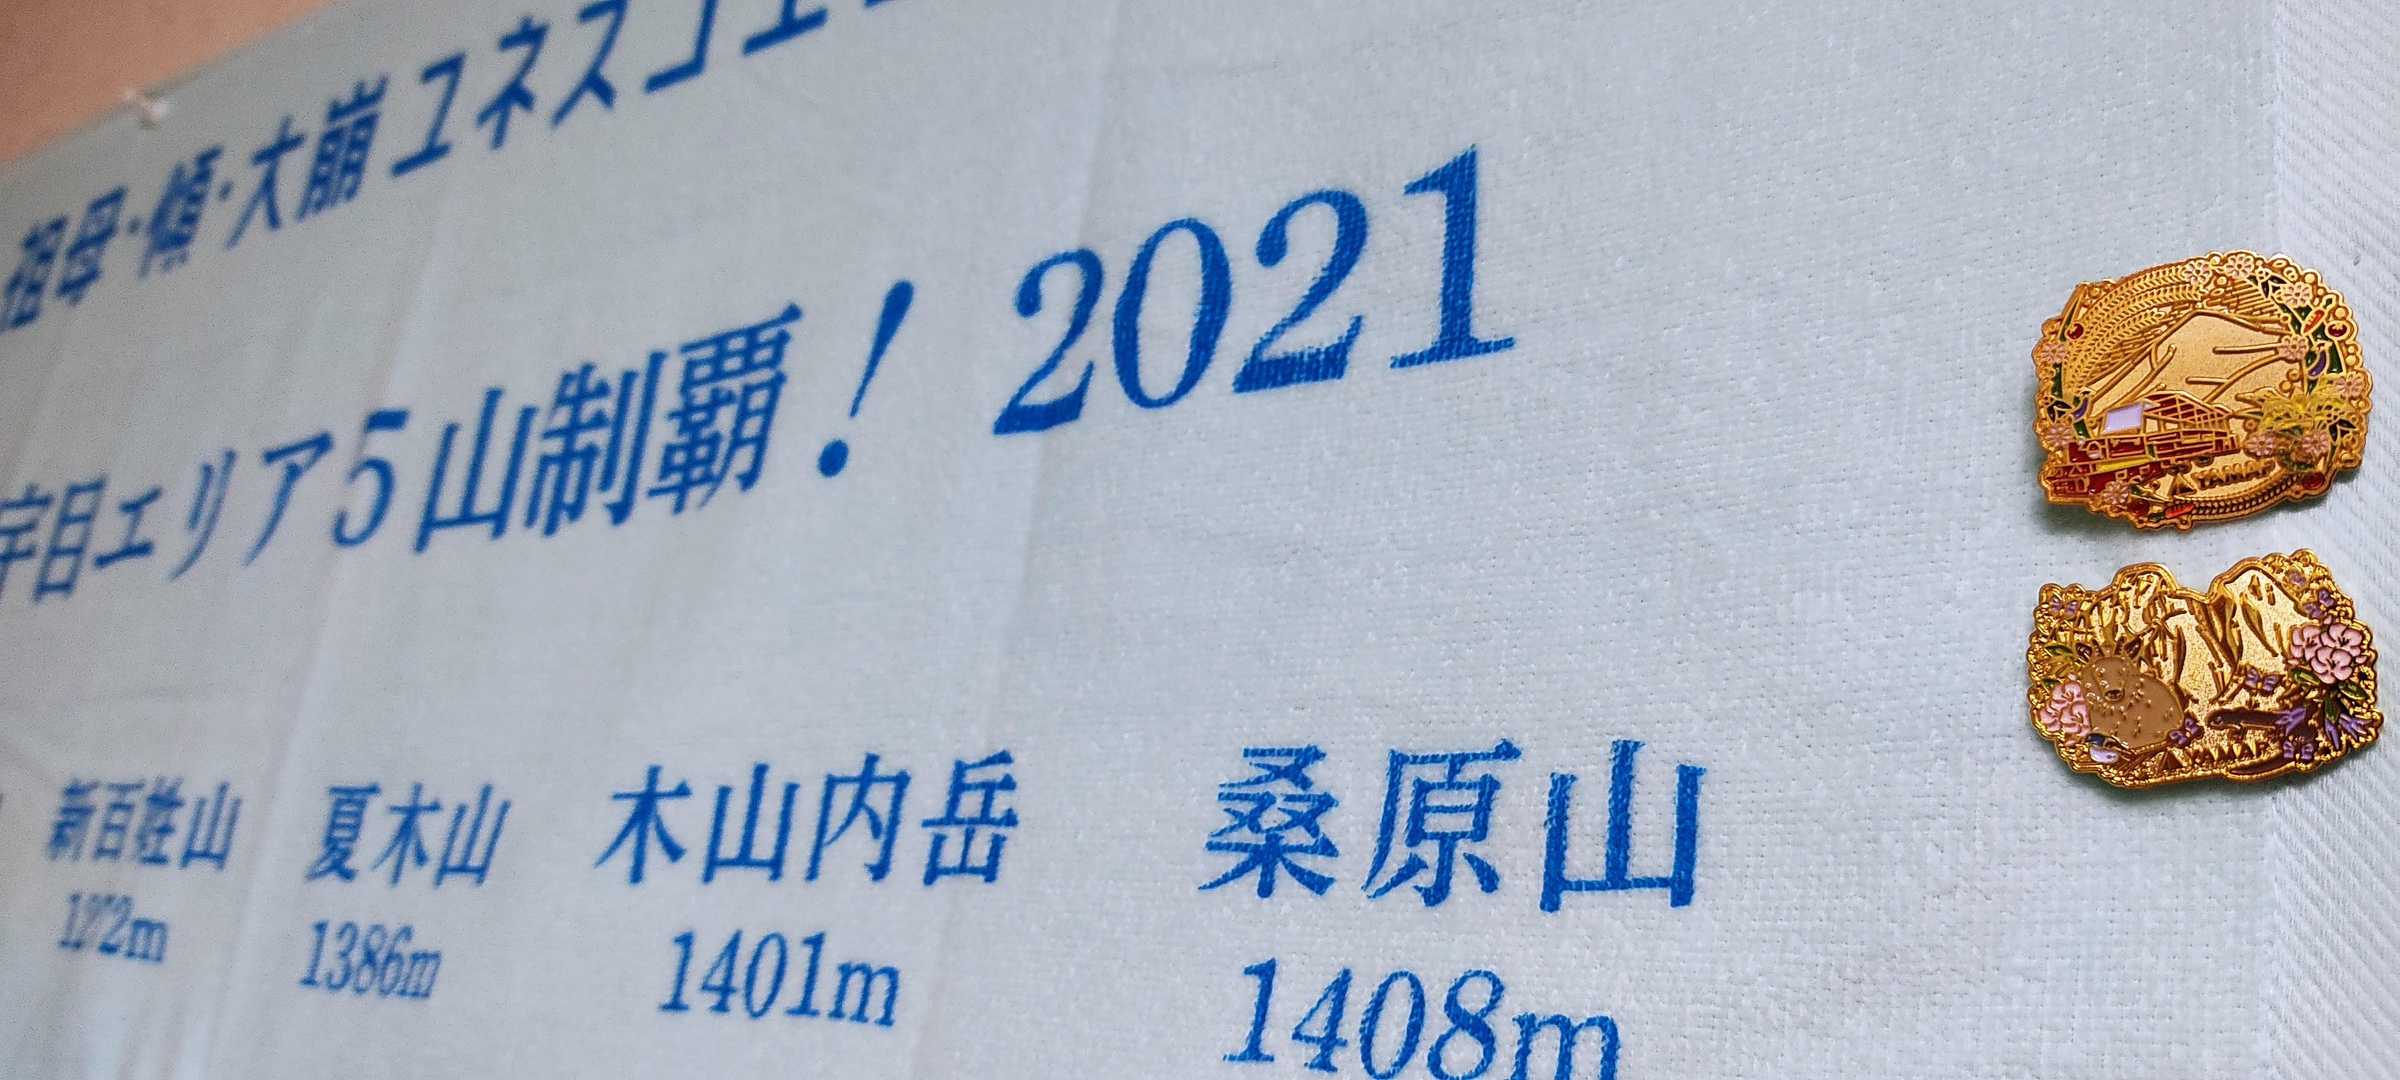 祖母・傾・大崩ユネスコエ
宇目エリア5山制覇！2021
新百姓山 夏木山 木山内岳 桑原山
1272m 1386m 1401m 1408m
YAMAP
YAMAP